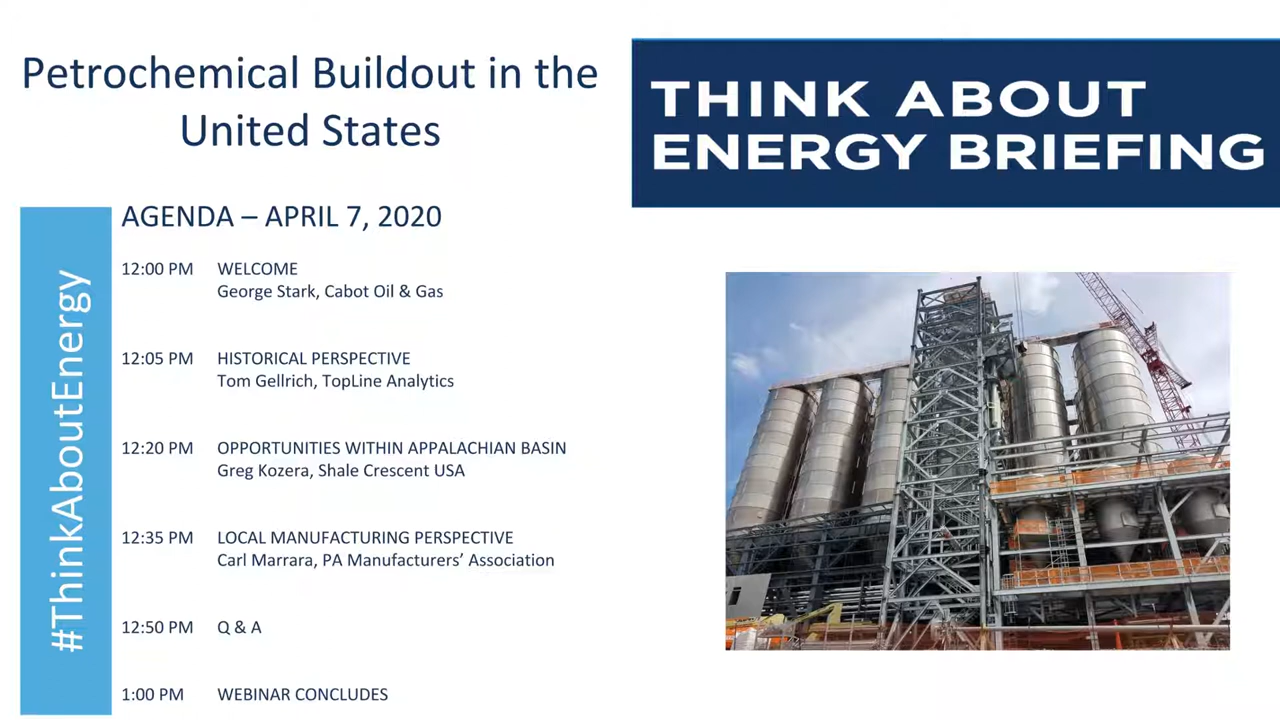 Petrochemical Buildout in the
United States
THINK ABOUT
ENERGY BRIEFING
#ThinkAboutEnergy
AGENDA – APRIL 7, 2020
12:00 PM WELCOME
George Stark, Cabot Oil & Gas
12:05 PM HISTORICAL PERSPECTIVE
Tom Gellrich, TopLine Analytics
12:20 PM OPPORTUNITIES WITHIN APPALACHIAN BASIN
Greg Kozera, Shale Crescent USA
12:35 PM LOCAL MANUFACTURING PERSPECTIVE
Carl Marrara, PA Manufacturers’ Association
12:50 PM Q & A
1:00 PM WEBINAR CONCLUDES